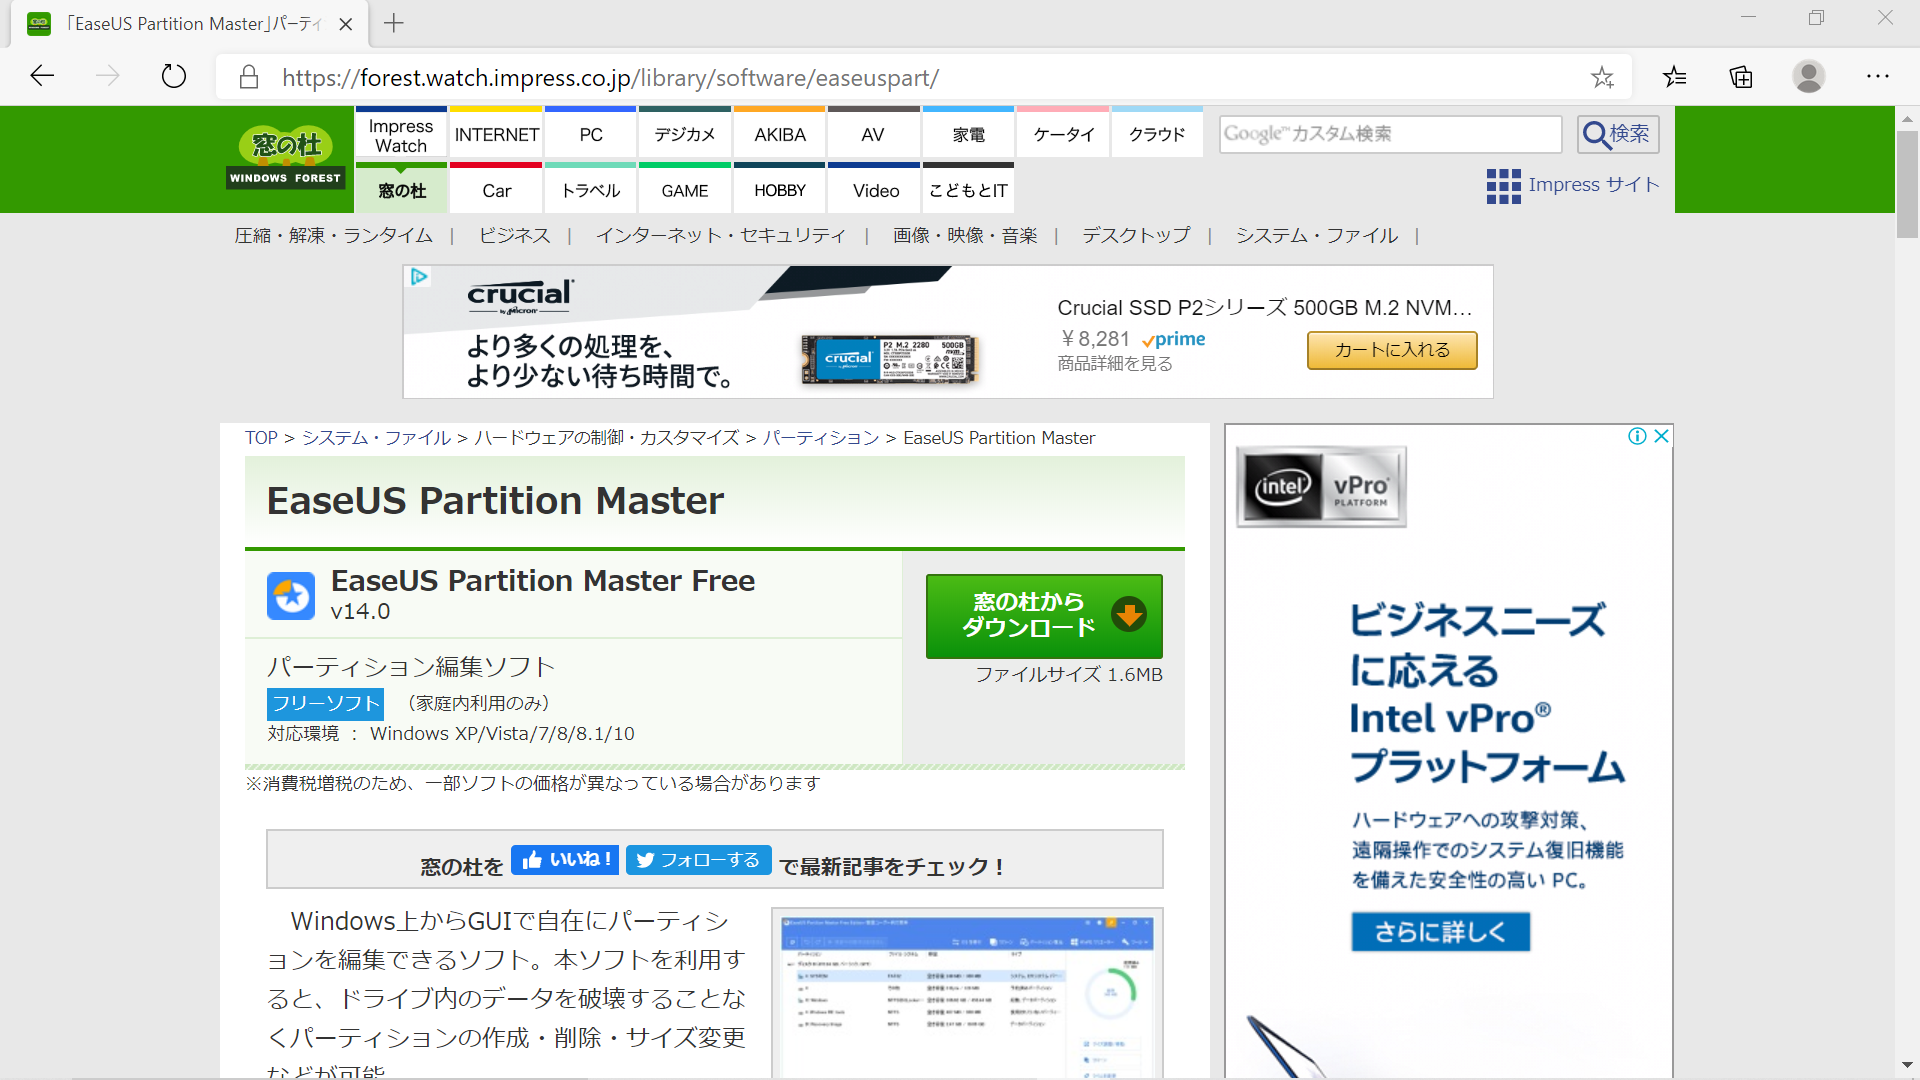 「EaseUS Partition Master」パーティ
https://forest.watch.impress.co.jp/library/software/easeuspart/
窓の杜
WINDOWS FOREST
Impress Watch
INTERNET
PC
デジカメ
AKIBA
AV
家電
ケータイ
クラウド
Google™カスタム検索
検索
窓の杜
Car
トラベル
GAME
HOBBY
Video
こどもとIT
Impress サイト
圧縮・解凍・ランタイム | ビジネス | インターネット・セキュリティ | 画像・映像・音楽 | デスクトップ | システム・ファイル |
crucial
by Micron
より多くの処理を、
より少ない待ち時間で。
crucial
P2 M.2 2280
500GB
Crucial SSD P2シリーズ 500GB M.2 NVM...
￥8,281 prime
商品詳細を見る
カートに入れる
TOP > システム・ファイル > ハードウェアの制御・カスタマイズ > パーティション > EaseUS Partition Master
EaseUS Partition Master
EaseUS Partition Master Free
v14.0
窓の杜から
ダウンロード
ファイルサイズ 1.6MB
パーティション編集ソフト
フリーソフト （家庭内利用のみ）
対応環境 ： Windows XP/Vista/7/8/8.1/10
※消費税増税のため、一部ソフトの価格が異なっている場合があります
窓の杜を いいね！ フォローする で最新記事をチェック！
Windows上からGUIで自在にパーティシ
ョンを編集できるソフト。本ソフトを利用す
ると、ドライブ内のデータを破壊することな
くパーティションの作成・削除・サイズ変更
などが可能
intel vPro
PLATFORM
ビジネスニーズ
に応える
Intel vPro®
プラットフォーム
ハードウェアへの攻撃対策、
遠隔操作でのシステム復旧機能
を備えた安全性の高い PC。
さらに詳しく